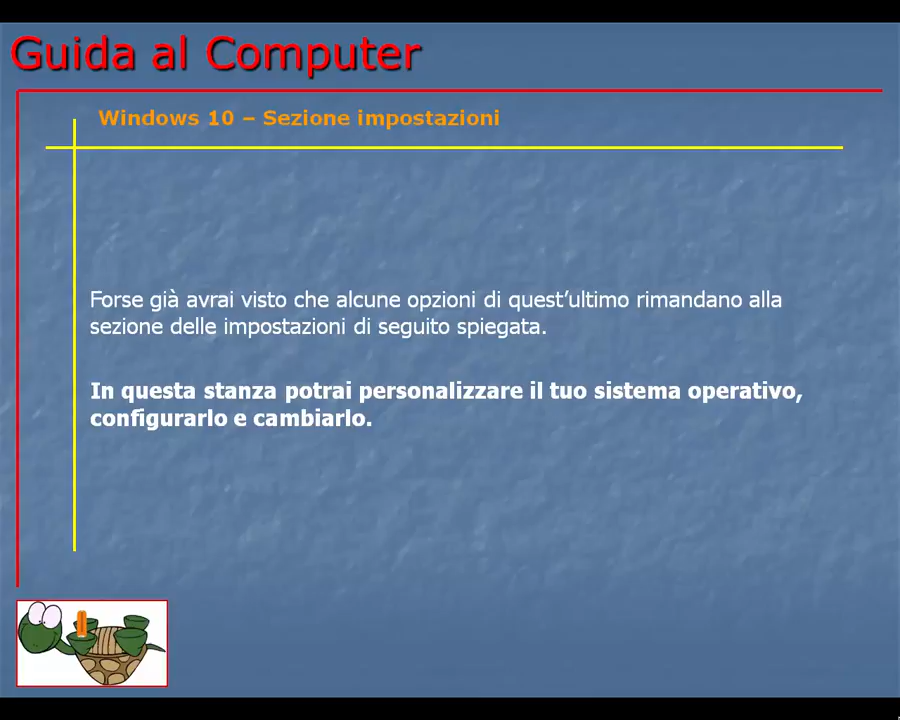 Guida al Computer
Windows 10 – Sezione impostazioni
Forse già avrai visto che alcune opzioni di quest’ultimo rimandano alla
sezione delle impostazioni di seguito spiegata.
In questa stanza potrai personalizzare il tuo sistema operativo,
configurarlo e cambiarlo.